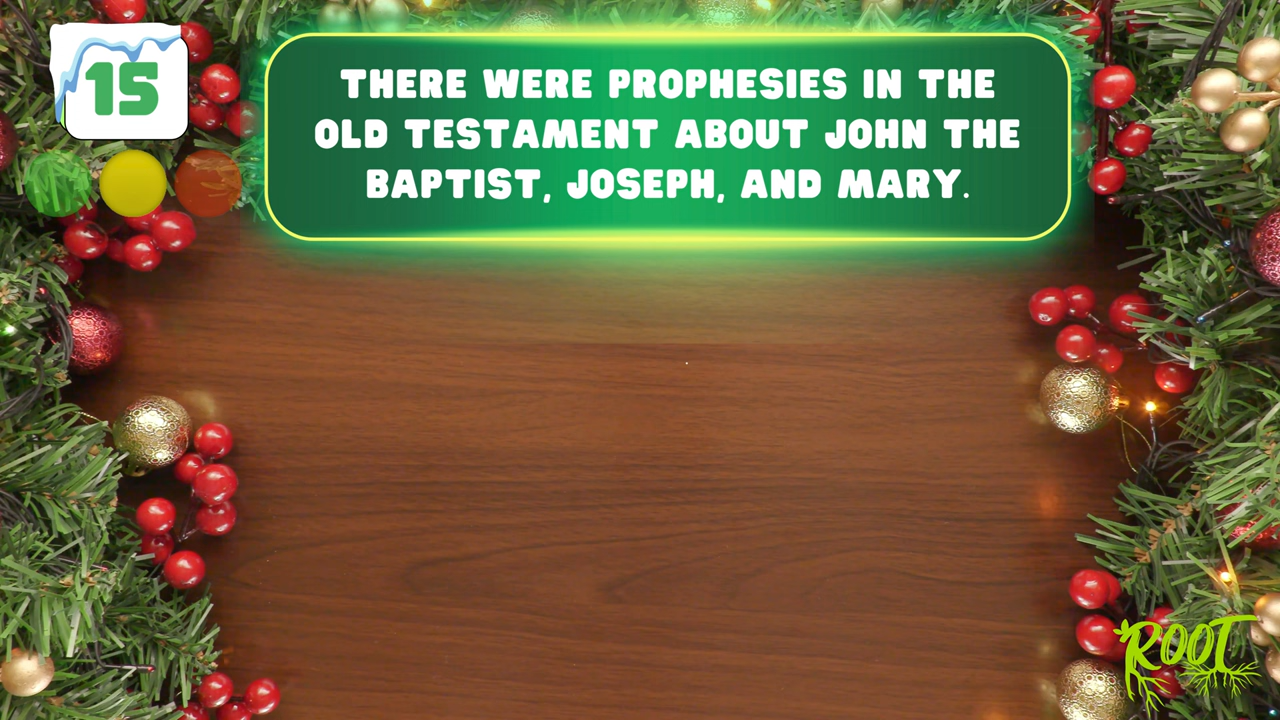 15
THERE WERE PROPHESIES IN THE
OLD TESTAMENT ABOUT JOHN THE
BAPTIST, JOSEPH, AND MARY.
ROOT